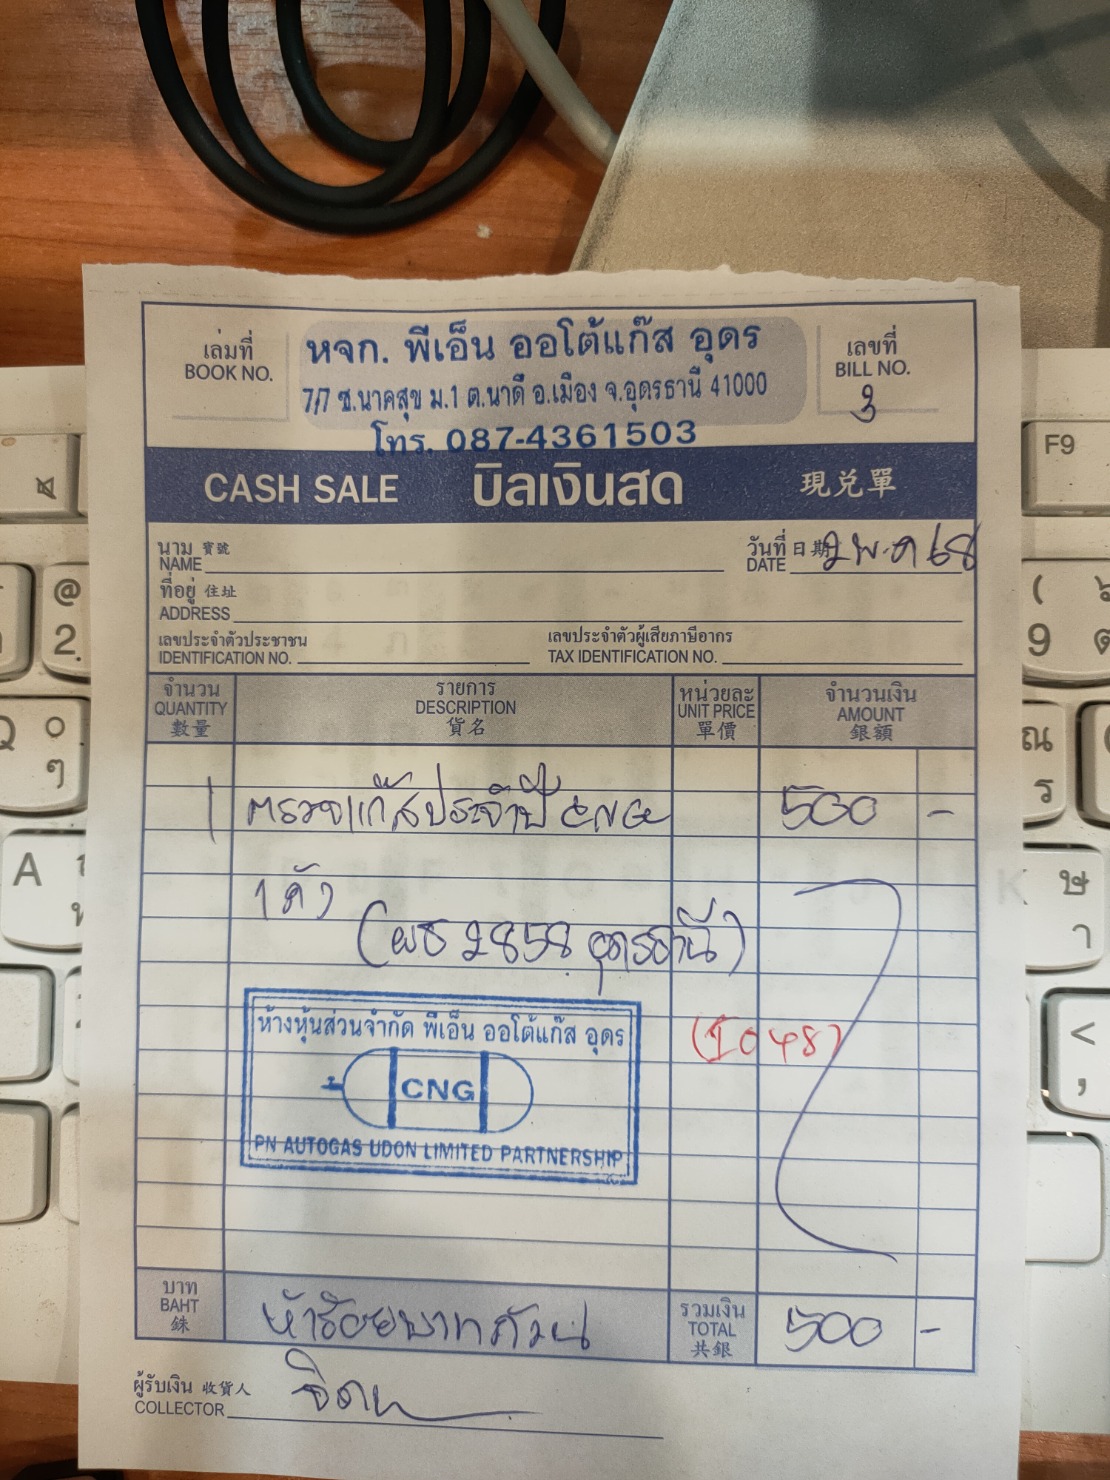 เล่มที่
BOOK NO.
หจก. พีเอ็น ออโต้แก๊ส อุดร
7/7 ซ.นาคสุข ม.1 ต.นาดี อ.เมือง จ.อุดรธานี 41000
โทร. 087-4361503
เลขที่
BILL NO.
3
CASH SALE บิลเงินสด 現兑單
นาม 寳號
NAME
วันที่ 日期 2 พ.ค 68
DATE
ที่อยู่ 住址
ADDRESS
เลขประจำตัวประชาชน
IDENTIFICATION NO.
เลขประจำตัวผู้เสียภาษีอากร
TAX IDENTIFICATION NO.
จำนวน
QUANTITY
數量
รายการ
DESCRIPTION
貨名
หน่วยละ
UNIT PRICE
單價
จำนวนเงิน
AMOUNT
銀額
1 ตรวจแก๊สประจำปี CNG 500 -
1 คัว
(ผธ 2858 อุดรธานี)
ห้างหุ้นส่วนจำกัด พีเอ็น ออโต้แก๊ส อุดร
CNG
PN AUTOGAS UDON LIMITED PARTNERSHIP
บาท
BAHT
銖
ห้าร้อยบาทถ้วน
รวมเงิน
TOTAL
共銀
500 -
ผู้รับเงิน 收貨人
COLLECTOR
F9
@
2
9
Q
ๆ
ณ
ร
A
K
ษ
<
,